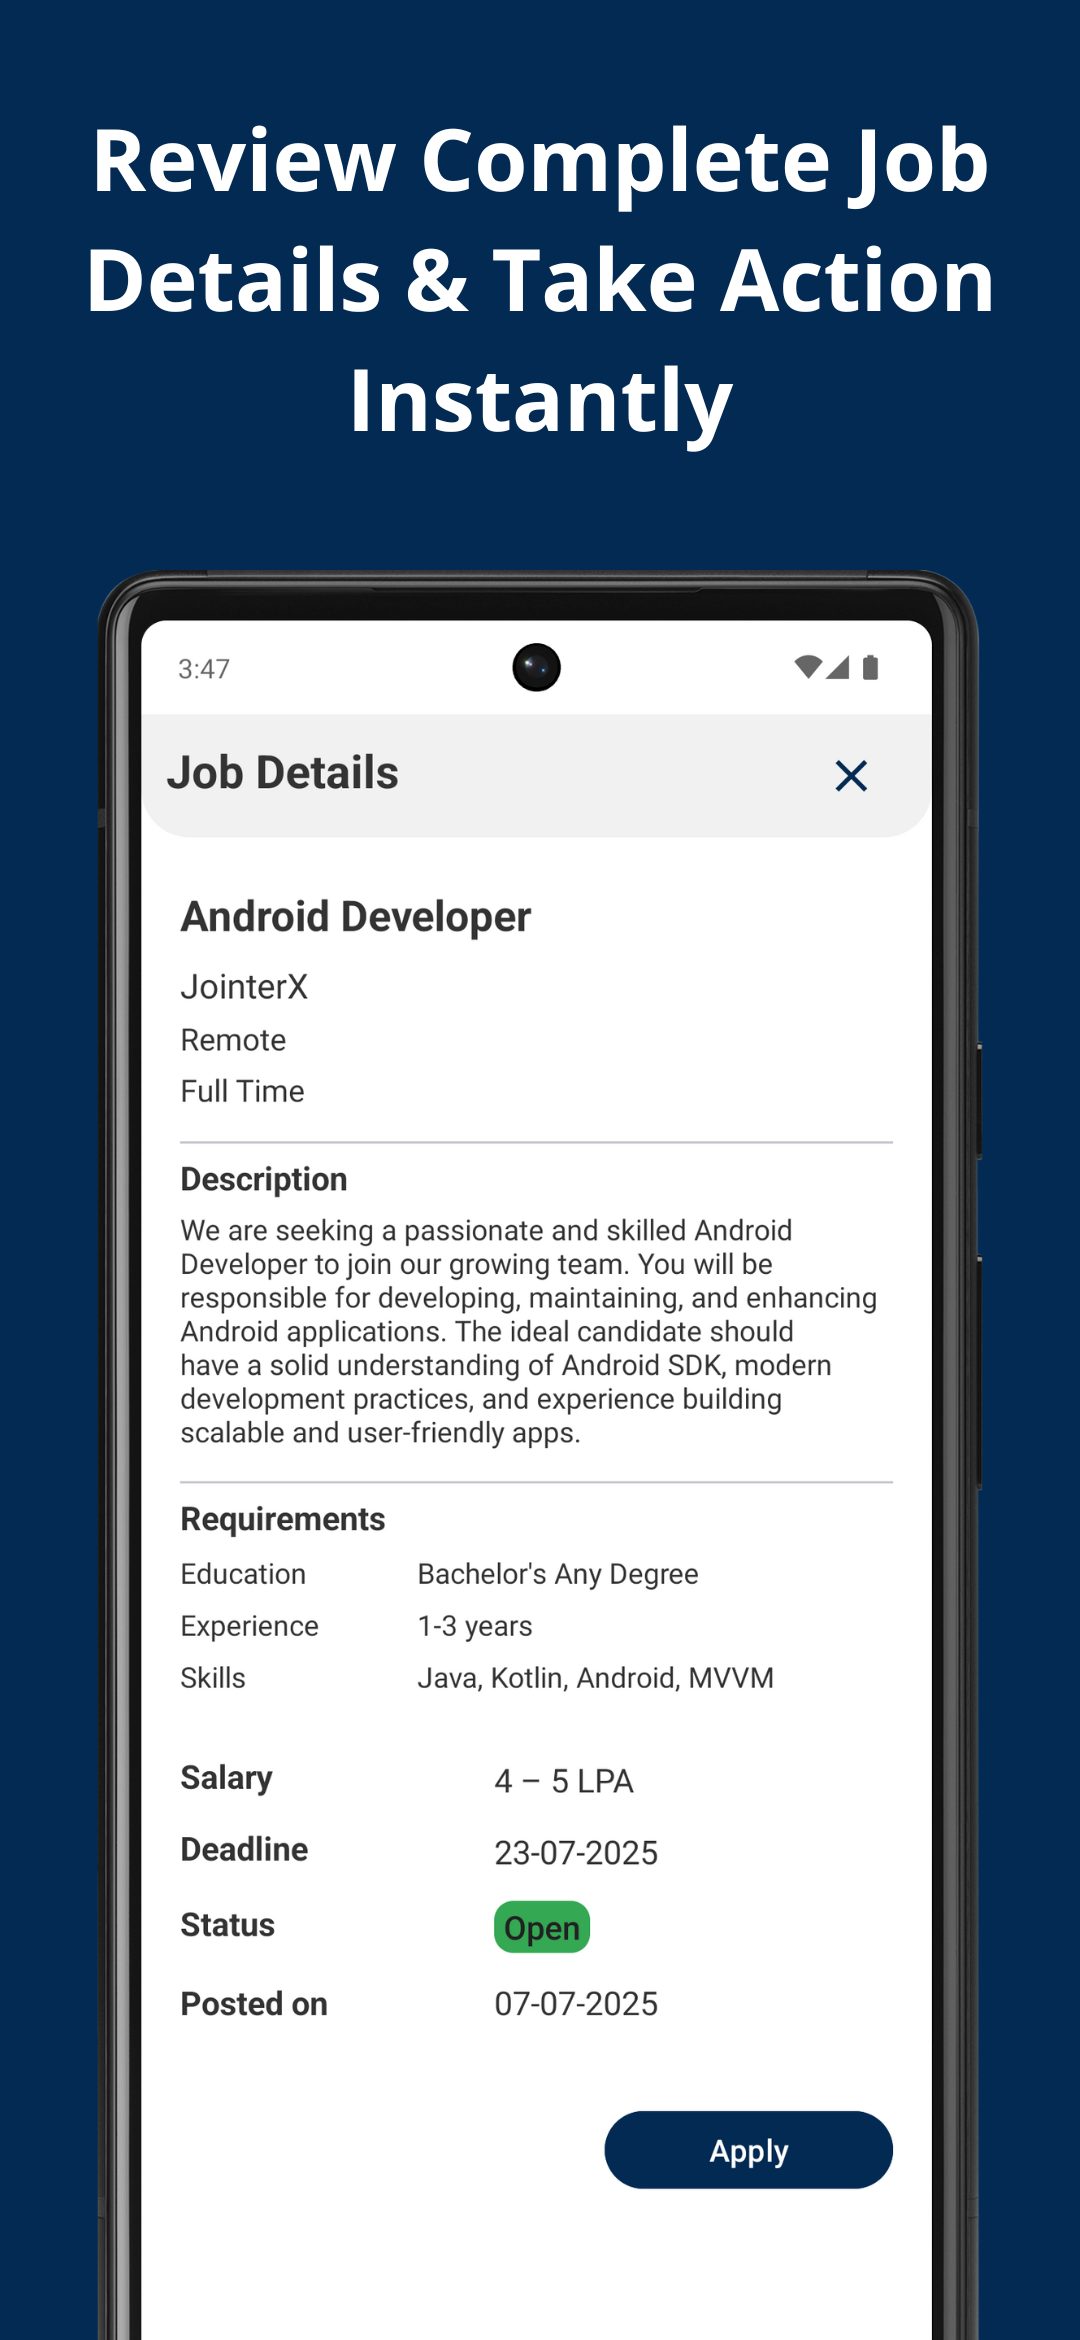 Review Complete Job
Details & Take Action
Instantly
3:47
Job Details
Android Developer
JointerX
Remote
Full Time
Description
We are seeking a passionate and skilled Android
Developer to join our growing team. You will be
responsible for developing, maintaining, and enhancing
Android applications. The ideal candidate should
have a solid understanding of Android SDK, modern
development practices, and experience building
scalable and user-friendly apps.
Requirements
Education Bachelor's Any Degree
Experience 1-3 years
Skills Java, Kotlin, Android, MVVM
Salary 4 – 5 LPA
Deadline 23-07-2025
Status Open
Posted on 07-07-2025
Apply